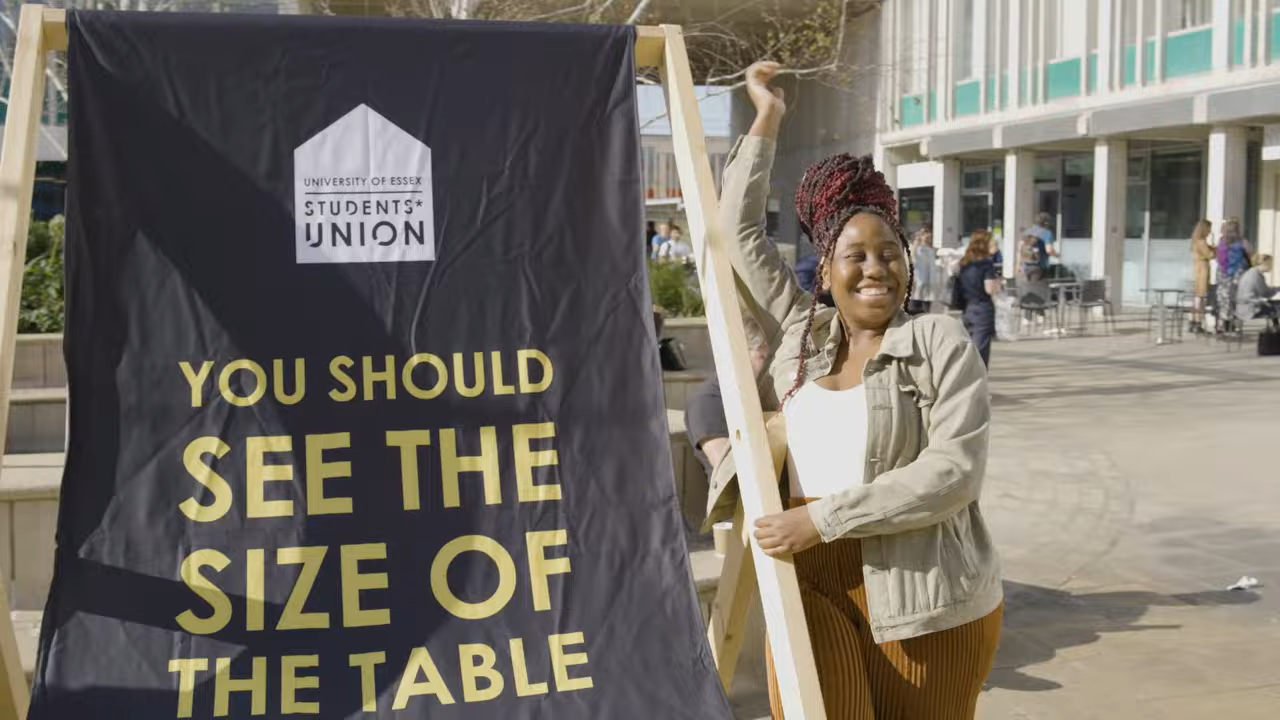 UNIVERSITY OF ESSEX
STUDENTS*
UNION
YOU SHOULD
SEE THE
SIZE OF
THE TABLE